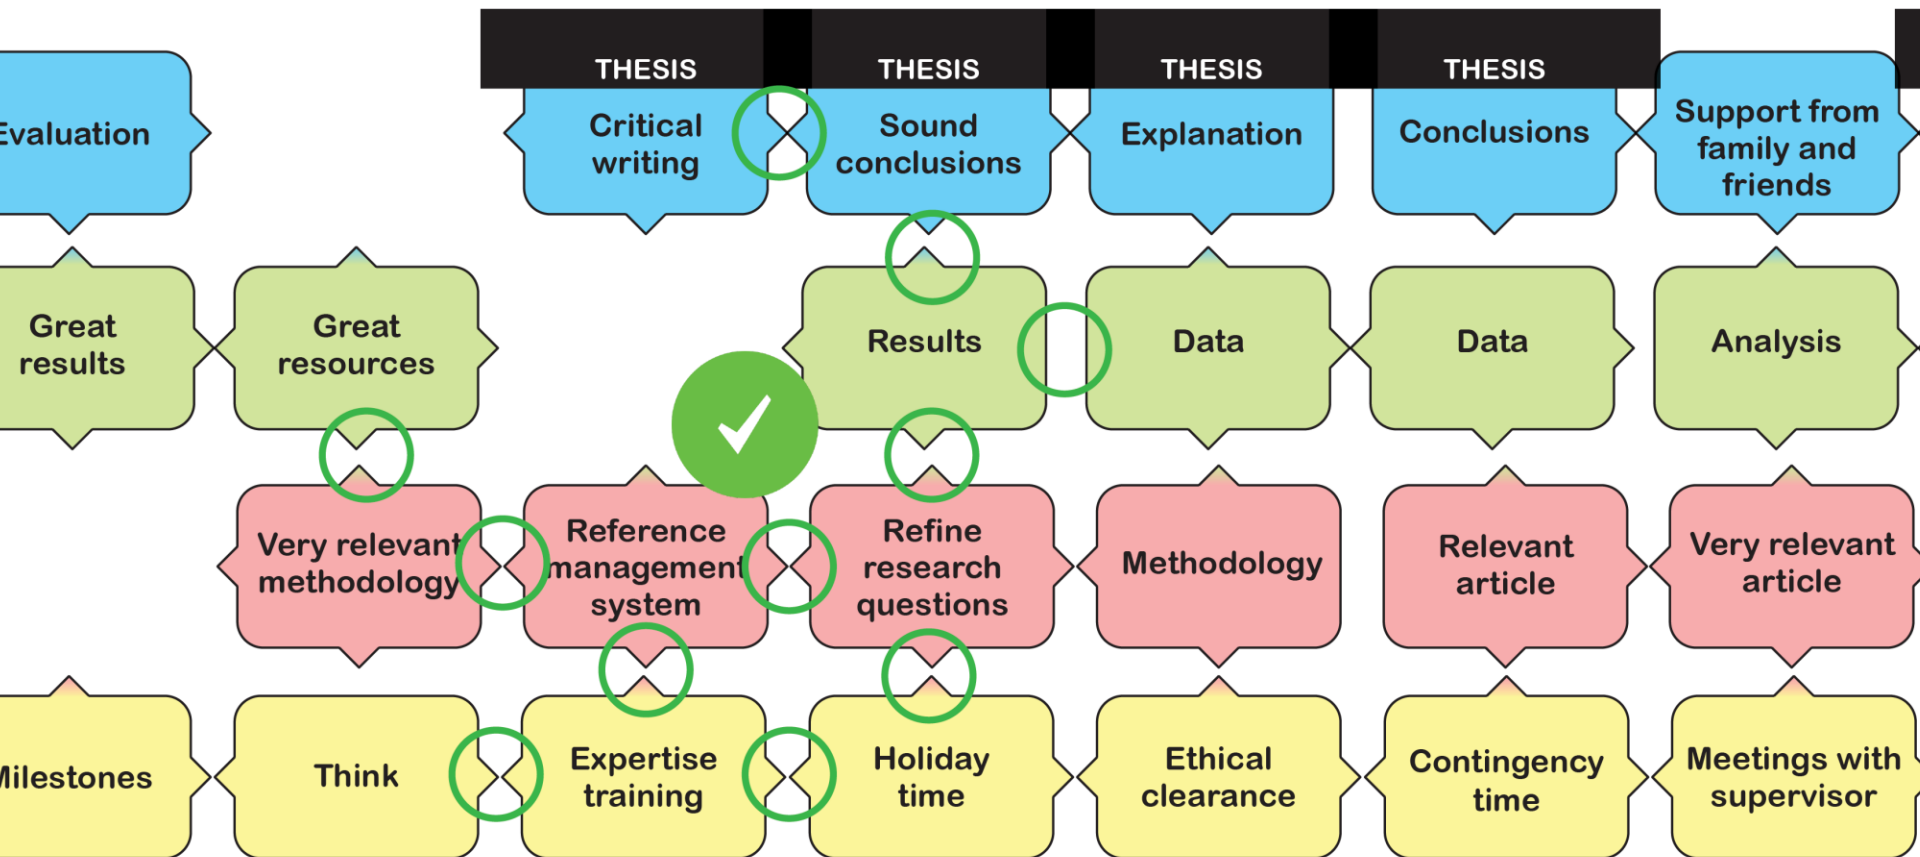 THESIS THESIS THESIS THESIS
Evaluation
Critical
writing
Sound
conclusions
Explanation
Conclusions
Support from
family and
friends
Great
results
Great
resources
Results
Data
Data
Analysis
Very relevant
methodology
Reference
management
system
Refine
research
questions
Methodology
Relevant
article
Very relevant
article
Milestones
Think
Expertise
training
Holiday
time
Ethical
clearance
Contingency
time
Meetings with
supervisor